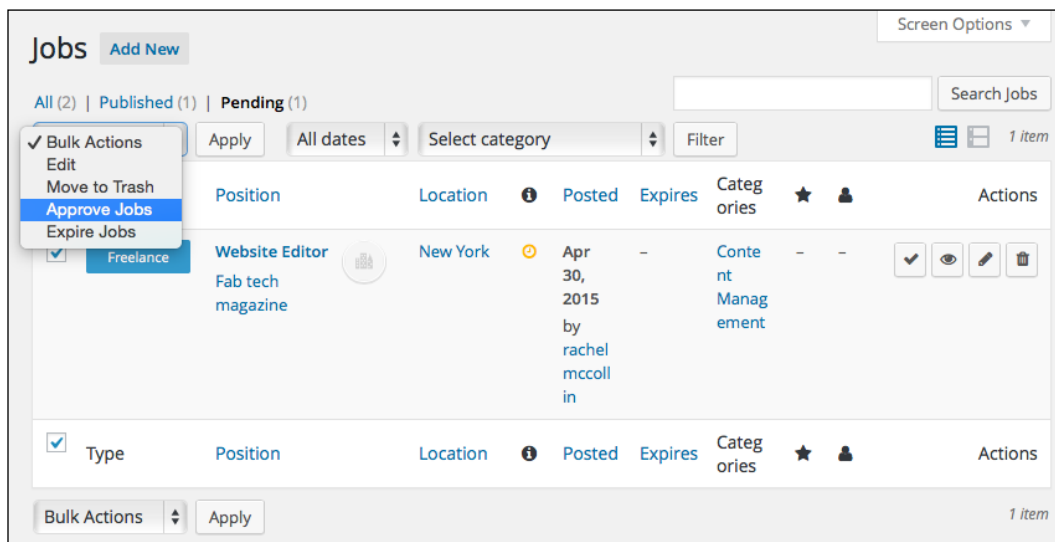 Screen Options
Jobs Add New
All (2) | Published (1) | Pending (1)
Search Jobs
Bulk Actions
Edit
Move to Trash
Approve Jobs
Expire Jobs
Apply
All dates
Select category
Filter
1 item
Position Location Posted Expires Categ
ories
Actions
Freelance
Website Editor
Fab tech
magazine
New York
Apr
30,
2015
by
rachel
mccoll
in
–
Conte
nt
Manag
ement
– –
Type Position Location Posted Expires Categ
ories
Actions
Bulk Actions Apply 1 item